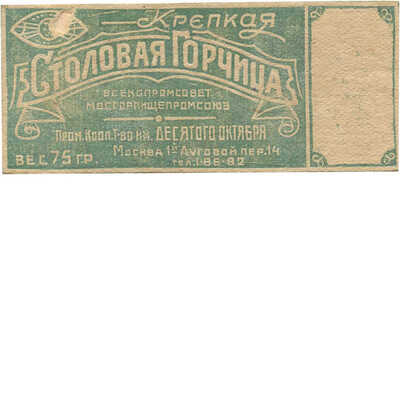 Крепкая
Столовая Горчица
Всекопромсовет.
Мосгорпищепромсоюз
Пром. Кооп. Т-во им. Десятого Октября
Москва 1й Луговой пер. 14
Вес 75 гр.
тел. 1-86-82